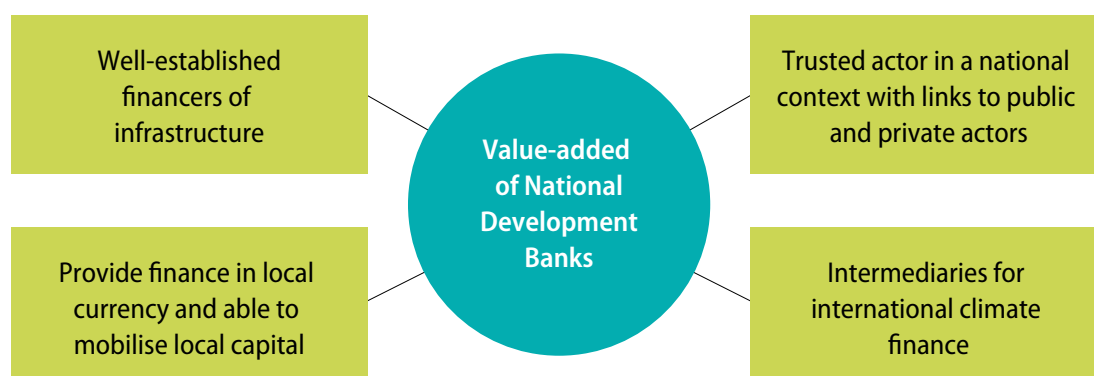 Well-established
financers of
infrastructure
Trusted actor in a national
context with links to public
and private actors
Value-added
of National
Development
Banks
Provide finance in local
currency and able to
mobilise local capital
Intermediaries for
international climate
finance